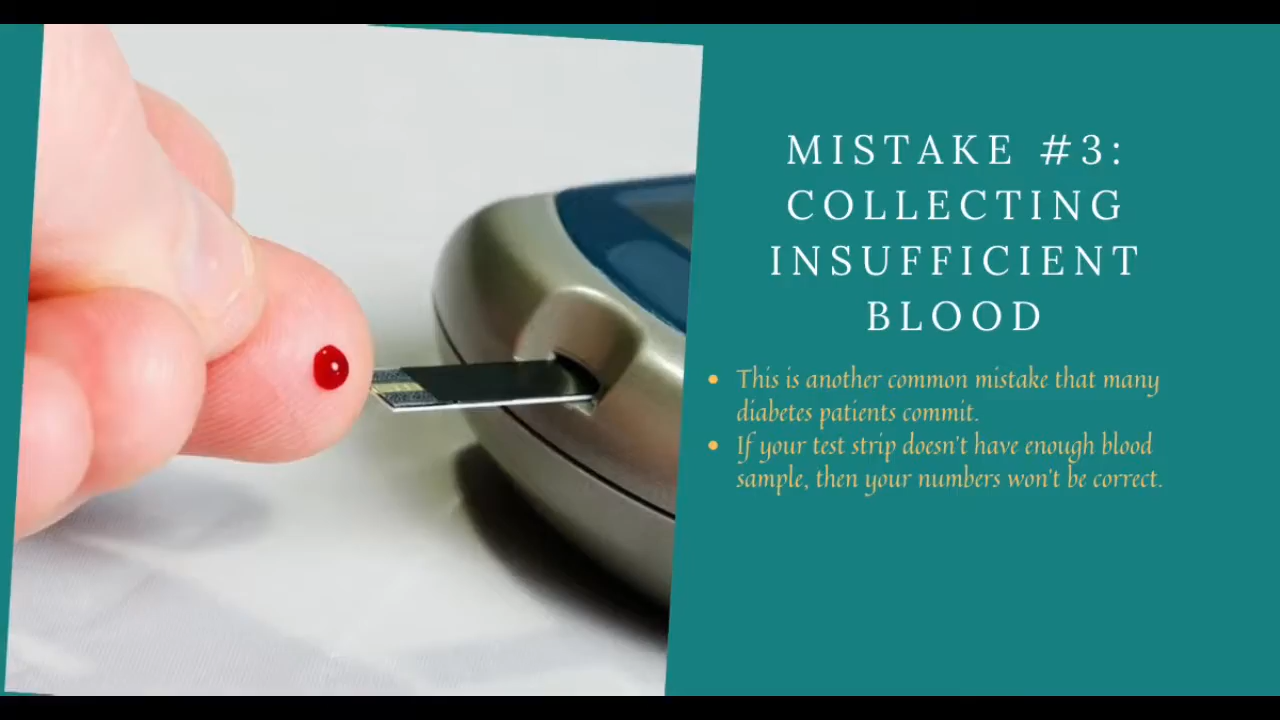 MISTAKE #3:
COLLECTING
INSUFFICIENT
BLOOD
• This is another common mistake that many
diabetes patients commit.
• If your test strip doesn't have enough blood
sample, then your numbers won't be correct.